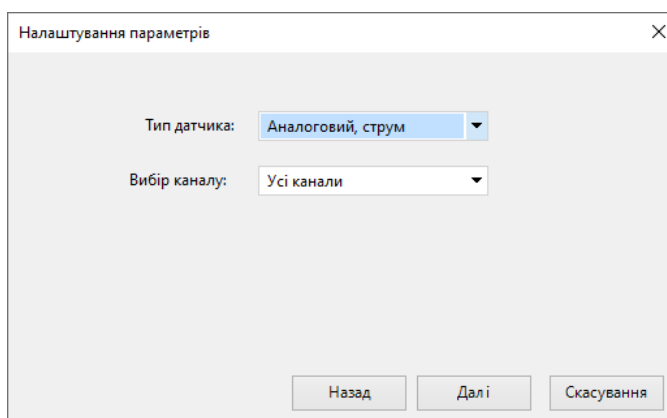 Налаштування параметрів
Тип датчика: Аналоговий, струм
Вибір каналу: Усі канали
Назад Далі Скасування